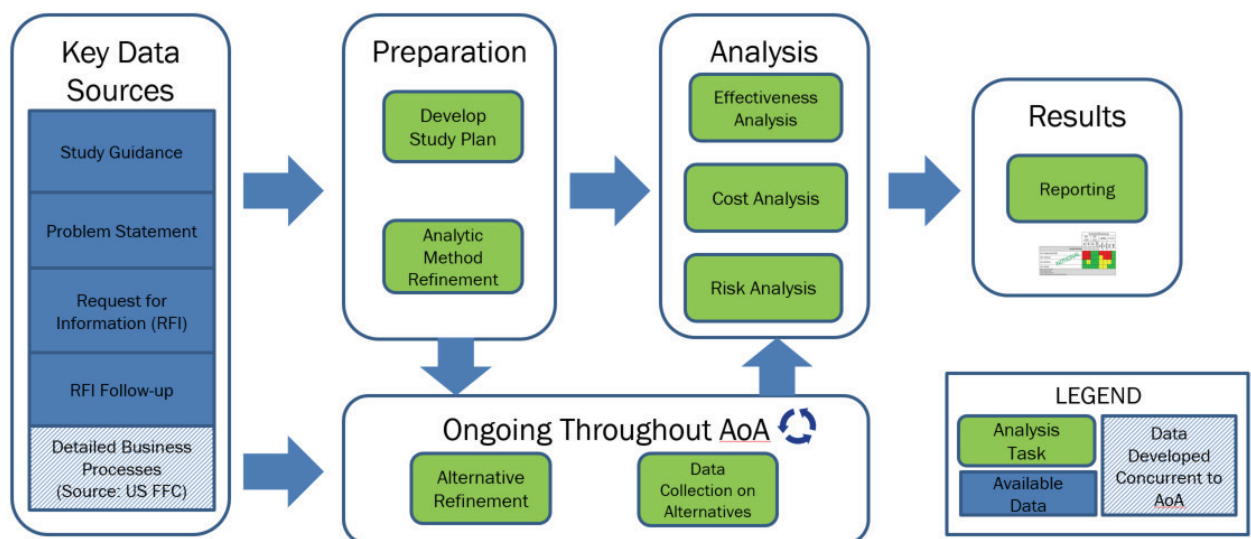 Key Data
Sources
Study Guidance
Problem Statement
Request for
Information (RFI)
RFI Follow-up
Detailed Business
Processes
(Source: US FFC)
Preparation
Develop
Study Plan
Analytic
Method
Refinement
Analysis
Effectiveness
Analysis
Cost Analysis
Risk Analysis
Results
Reporting
Ongoing Throughout AoA
Alternative
Refinement
Data
Collection on
Alternatives
LEGEND
Analysis
Task
Available
Data
Data
Developed
Concurrent to
AoA